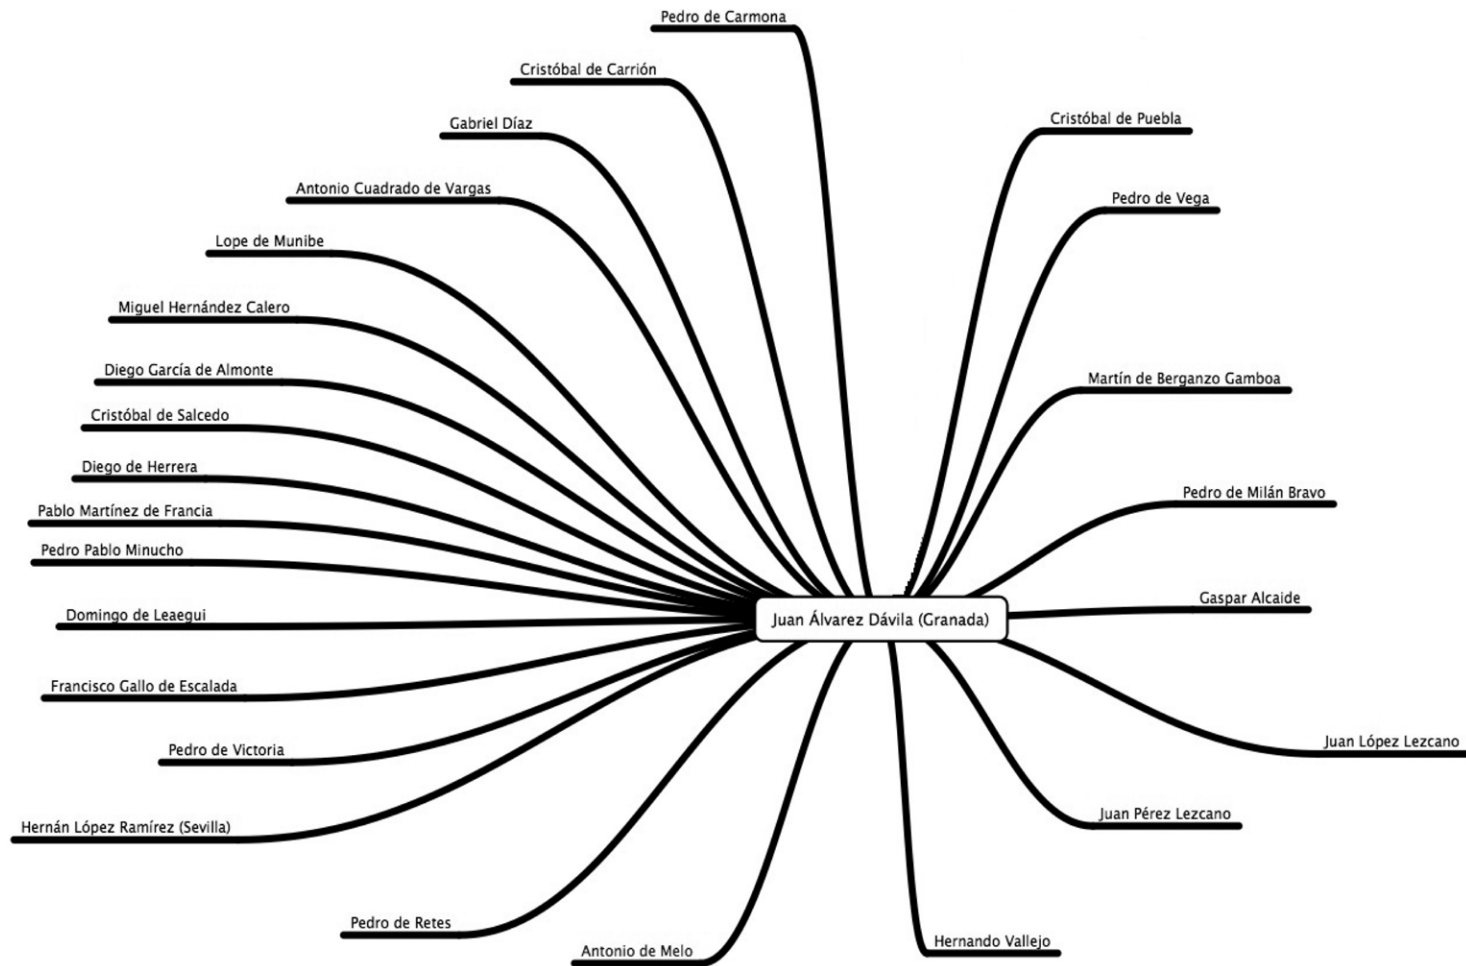 Pedro de Carmona
Cristóbal de Carrión
Gabriel Díaz
Cristóbal de Puebla
Antonio Cuadrado de Vargas
Pedro de Vega
Lope de Munibe
Miguel Hernández Calero
Diego García de Almonte
Martín de Berganzo Gamboa
Cristóbal de Salcedo
Diego de Herrera
Pedro de Milán Bravo
Pablo Martínez de Francia
Pedro Pablo Minucho
Gaspar Alcaide
Domingo de Leaegui
Juan Álvarez Dávila (Granada)
Francisco Gallo de Escalada
Juan López Lezcano
Pedro de Victoria
Juan Pérez Lezcano
Hernán López Ramírez (Sevilla)
Pedro de Retes
Hernando Vallejo
Antonio de Melo